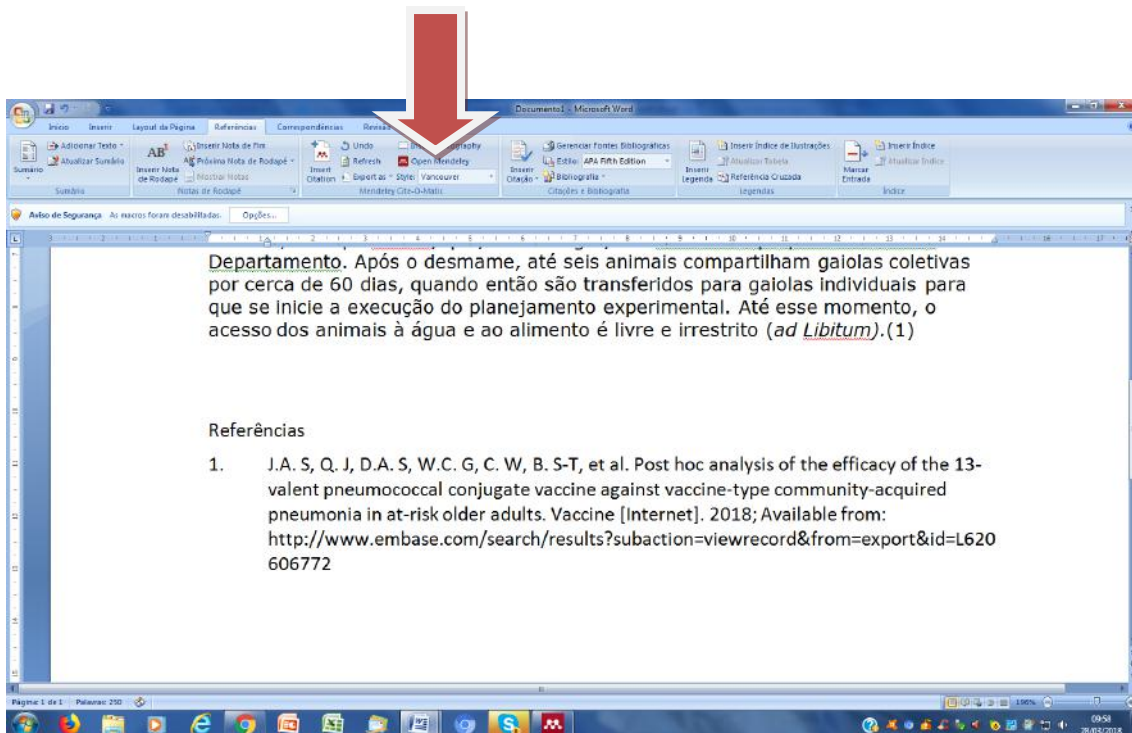 Documento1 - Microsoft Word
Início Inserir Layout da Página Referências Correspondências Revisão
Adicionar Texto
Atualizar Sumário
Sumário
AB¹
Inserir Nota de Rodapé
Inserir Nota de Fim
Próxima Nota de Rodapé
Mostrar Notas
Notas de Rodapé
Insert Citation
Undo
Refresh
Export as
Open Mendeley
Style: Vancouver
Mendeley Cite-O-Matic
Inserir Citação
Gerenciar Fontes Bibliográficas
Estilo: APA Fifth Edition
Bibliografia
Citações e Bibliografia
Inserir Legenda
Inserir Índice de Ilustrações
Atualizar Tabela
Referência Cruzada
Legendas
Marcar Entrada
Inserir Índice
Atualizar Índice
Índice
Aviso de Segurança As macros foram desabilitadas. Opções...
Departamento. Após o desmame, até seis animais compartilham gaiolas coletivas
por cerca de 60 dias, quando então são transferidos para gaiolas individuais para
que se inicie a execução do planejamento experimental. Até esse momento, o
acesso dos animais à água e ao alimento é livre e irrestrito (ad Libitum).(1)
Referências
1. J.A. S, Q. J, D.A. S, W.C. G, C. W, B. S-T, et al. Post hoc analysis of the efficacy of the 13-
valent pneumococcal conjugate vaccine against vaccine-type community-acquired
pneumonia in at-risk older adults. Vaccine [Internet]. 2018; Available from:
http://www.embase.com/search/results?subaction=viewrecord&from=export&id=L620
606772
Página: 1 de 1 Palavras: 250
196%
09:58
28/03/2018